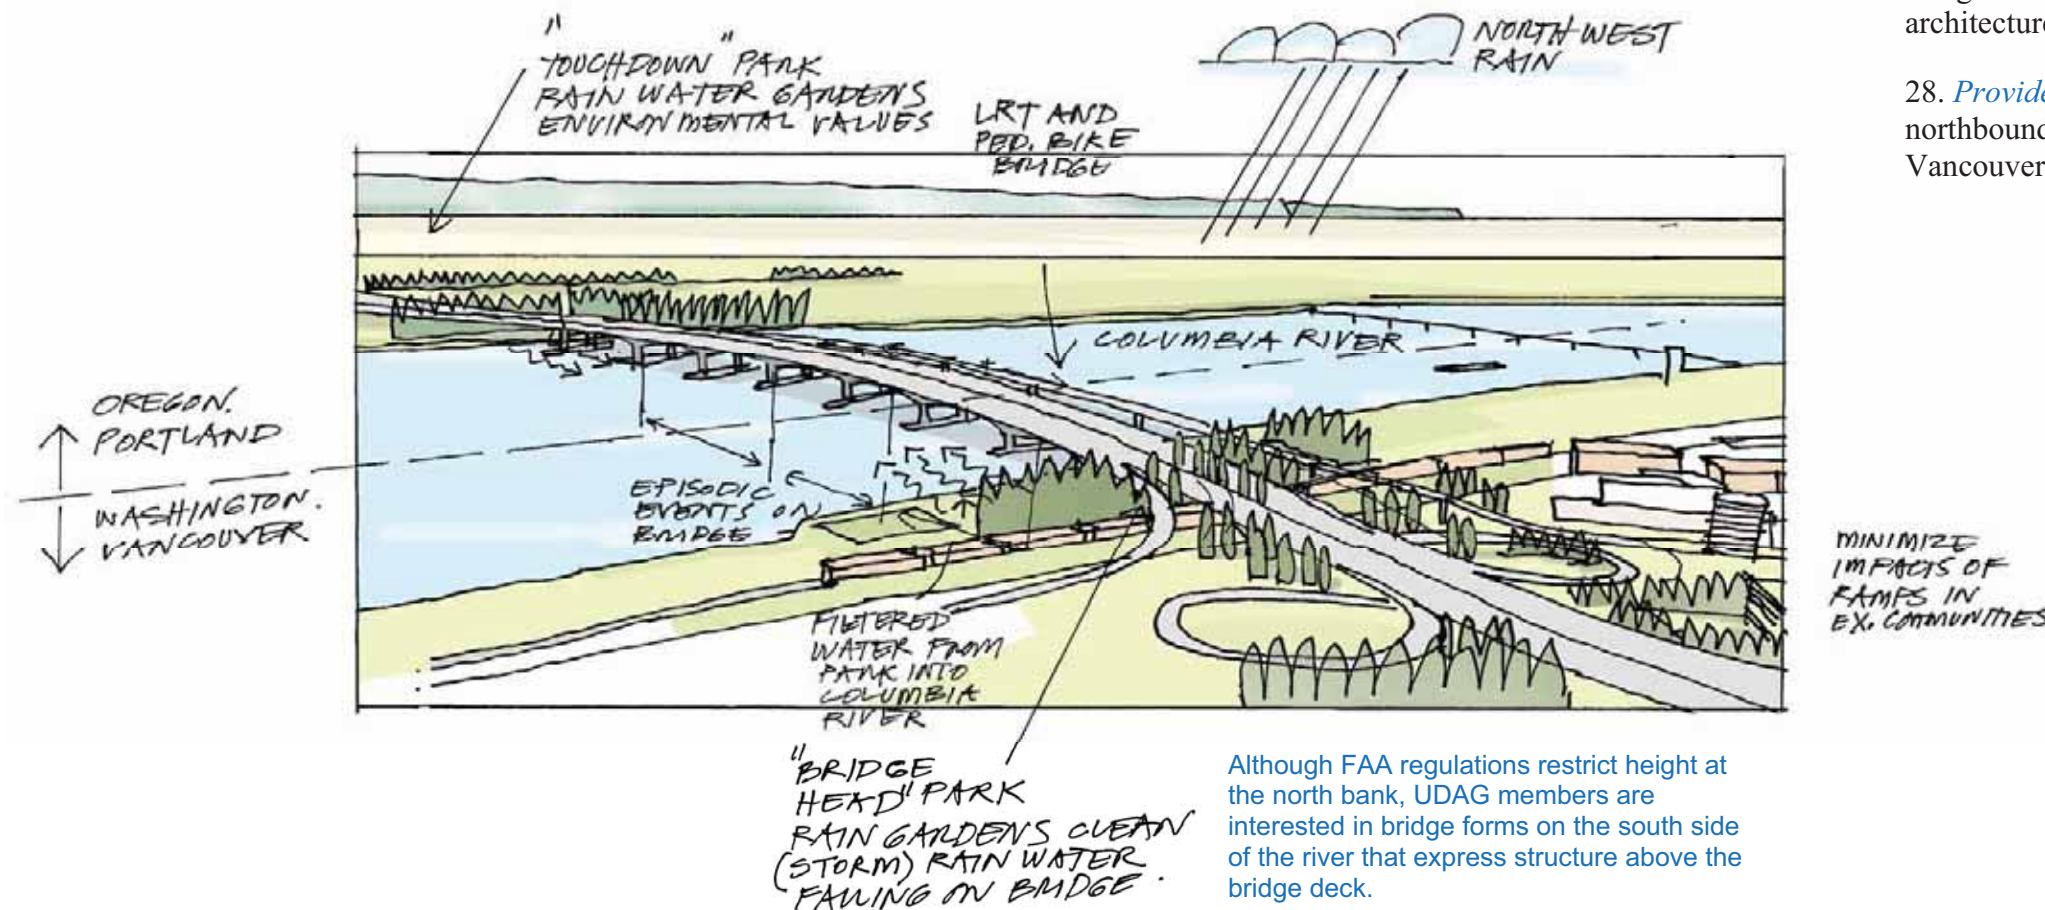 "
TOUCHDOWN" PARK
RAIN WATER GARDENS
ENVIRONMENTAL VALUES
LRT AND
PED. BIKE
BRIDGE
NORTHWEST
RAIN
architecture
28. Provide
northbound
Vancouver
COLUMBIA RIVER
OREGON.
PORTLAND
WASHINGTON.
VANCOUVER
EPISODIC
EVENTS ON
BRIDGE
MINIMIZE
IMPACTS OF
RAMPS IN
EX. COMMUNITIES
FILTERED
WATER FROM
PARK INTO
COLUMBIA
RIVER
"BRIDGE
HEAD" PARK
RAIN GARDENS CLEAN
(STORM) RAIN WATER
FALLING ON BRIDGE.
Although FAA regulations restrict height at
the north bank, UDAG members are
interested in bridge forms on the south side
of the river that express structure above the
bridge deck.